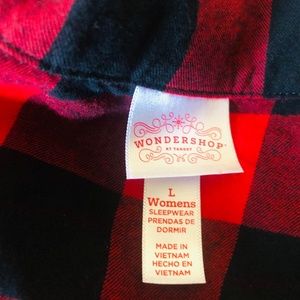 WONDERSHOP
AT TARGET
L
Womens
SLEEPWEAR
PRENDAS DE
DORMIR
MADE IN
VIETNAM
HECHO EN
VIETNAM